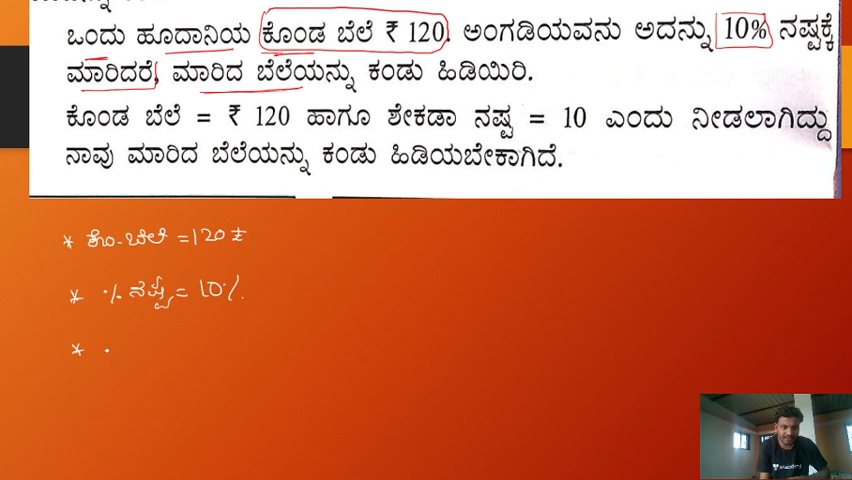 ಒಂದು ಹೂದಾನಿಯ ಕೊಂಡ ಬೆಲೆ ₹ 120. ಅಂಗಡಿಯವನು ಅದನ್ನು 10% ನಷ್ಟಕ್ಕೆ
ಮಾರಿದರೆ, ಮಾರಿದ ಬೆಲೆಯನ್ನು ಕಂಡು ಹಿಡಿಯಿರಿ.
ಕೊಂಡ ಬೆಲೆ = ₹ 120 ಹಾಗೂ ಶೇಕಡಾ ನಷ್ಟ = 10 ಎಂದು ನೀಡಲಾಗಿದ್ದು
ನಾವು ಮಾರಿದ ಬೆಲೆಯನ್ನು ಕಂಡು ಹಿಡಿಯಬೇಕಾಗಿದೆ.
* ಕೊಂ.ಬೆಲೆ = 120 ₹
* % ನಷ್ಟ = 10%.
*